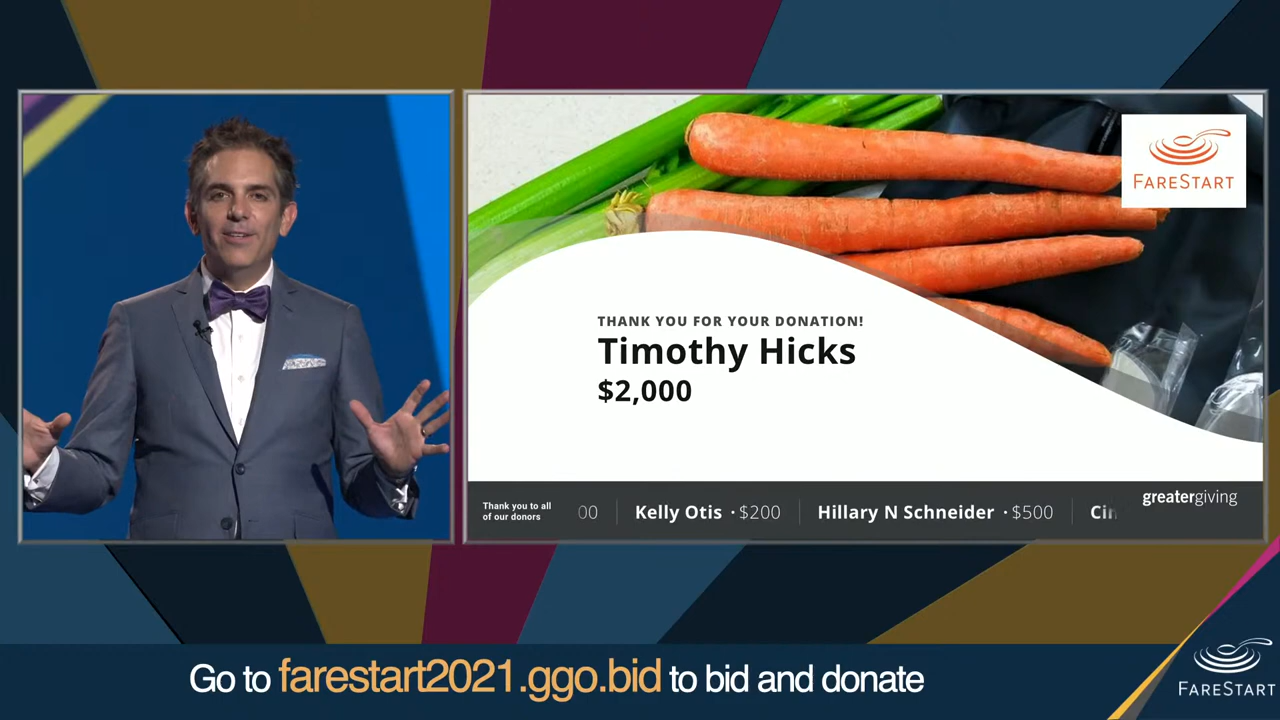 FARESTART
THANK YOU FOR YOUR DONATION!
Timothy Hicks
$2,000
Thank you to all
of our donors
00 Kelly Otis · $200 Hillary N Schneider · $500
greatergiving
Go to farestart2021.ggo.bid to bid and donate
FARESTART